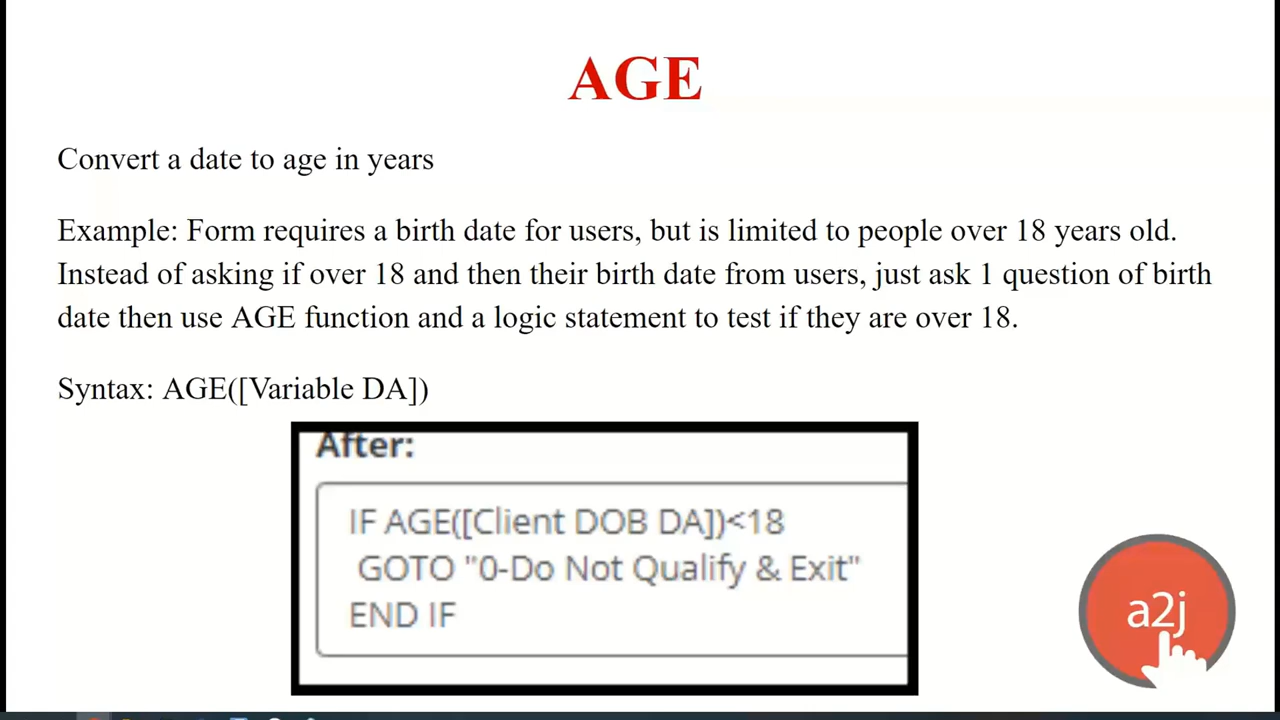 AGE
Convert a date to age in years
Example: Form requires a birth date for users, but is limited to people over 18 years old.
Instead of asking if over 18 and then their birth date from users, just ask 1 question of birth
date then use AGE function and a logic statement to test if they are over 18.
Syntax: AGE([Variable DA])
After:
IF AGE([Client DOB DA])<18
GOTO "0-Do Not Qualify & Exit"
END IF
a2j